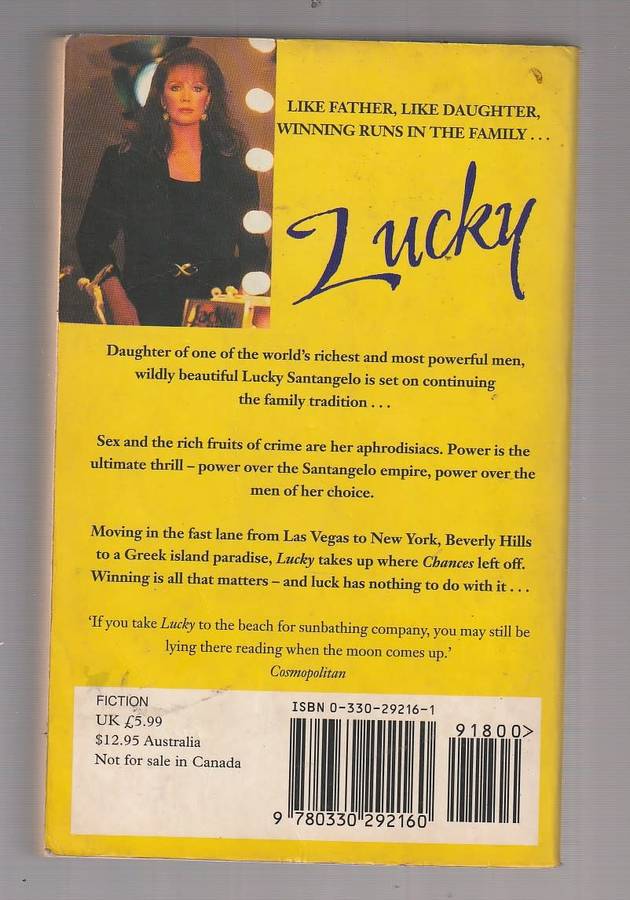 LIKE FATHER, LIKE DAUGHTER,
WINNING RUNS IN THE FAMILY . . .
Lucky
Jackie
Daughter of one of the world's richest and most powerful men,
wildly beautiful Lucky Santangelo is set on continuing
the family tradition . . .
Sex and the rich fruits of crime are her aphrodisiacs. Power is the
ultimate thrill – power over the Santangelo empire, power over the
men of her choice.
Moving in the fast lane from Las Vegas to New York, Beverly Hills
to a Greek island paradise, Lucky takes up where Chances left off.
Winning is all that matters – and luck has nothing to do with it . . .
'If you take Lucky to the beach for sunbathing company, you may still be
lying there reading when the moon comes up.'
Cosmopolitan
FICTION
UK £5.99
$12.95 Australia
Not for sale in Canada
ISBN 0-330-29216-1
91800>
9 780330 292160